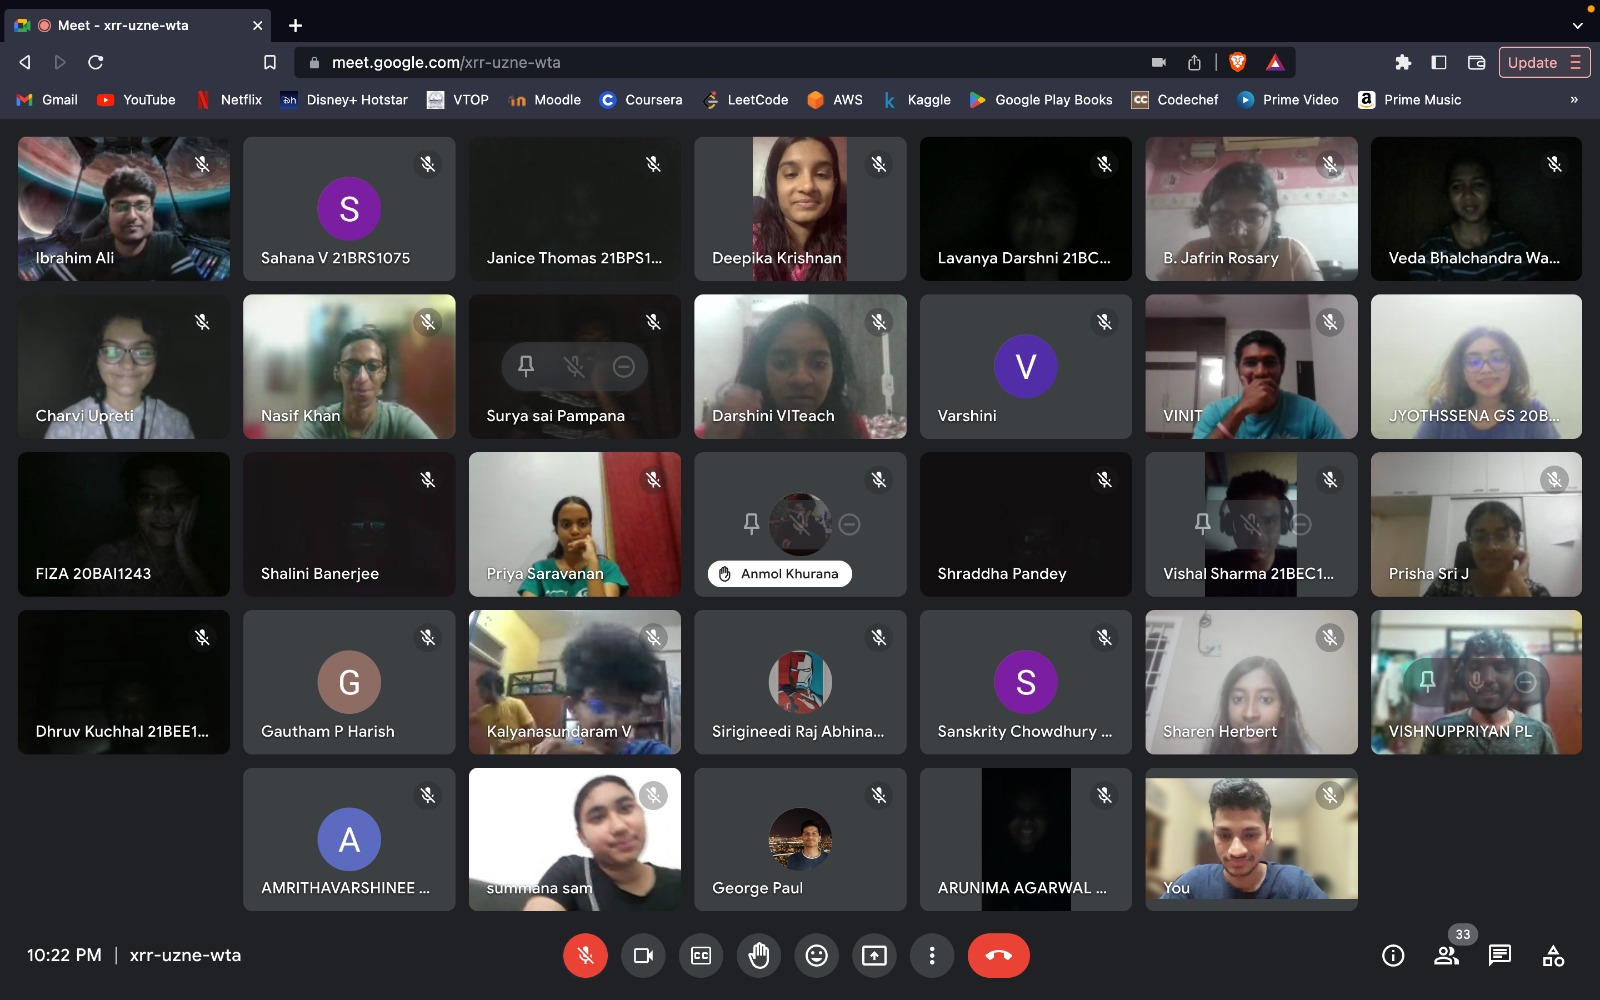 Meet - xrr-uzne-wta
meet.google.com/xrr-uzne-wta
Update
Gmail
YouTube
Netflix
Disney+ Hotstar
VTOP
Moodle
Coursera
LeetCode
AWS
Kaggle
Google Play Books
CC Codechef
Prime Video
Prime Music
»
Ibrahim Ali
S
Sahana V 21BRS1075
Janice Thomas 21BPS1...
Deepika Krishnan
Lavanya Darshni 21BC...
B. Jafrin Rosary
Veda Bhalchandra Wa...
Charvi Upreti
Nasif Khan
Surya sai Pampana
Darshini VITeach
V
Varshini
VINIT
JYOTHSSENA GS 20B...
FIZA 20BAI1243
Shalini Banerjee
Priya Saravanan
Anmol Khurana
Shraddha Pandey
Vishal Sharma 21BEC1...
Prisha Sri J
Dhruv Kuchhal 21BEE1...
G
Gautham P Harish
Kalyanasundaram V
Sirigineedi Raj Abhina...
S
Sanskrity Chowdhury ...
Sharen Herbert
VISHNUPPRIYAN PL
A
AMRITHAVARSHINEE ...
summana sam
George Paul
ARUNIMA AGARWAL ...
You
10:22 PM | xrr-uzne-wta
CC
33